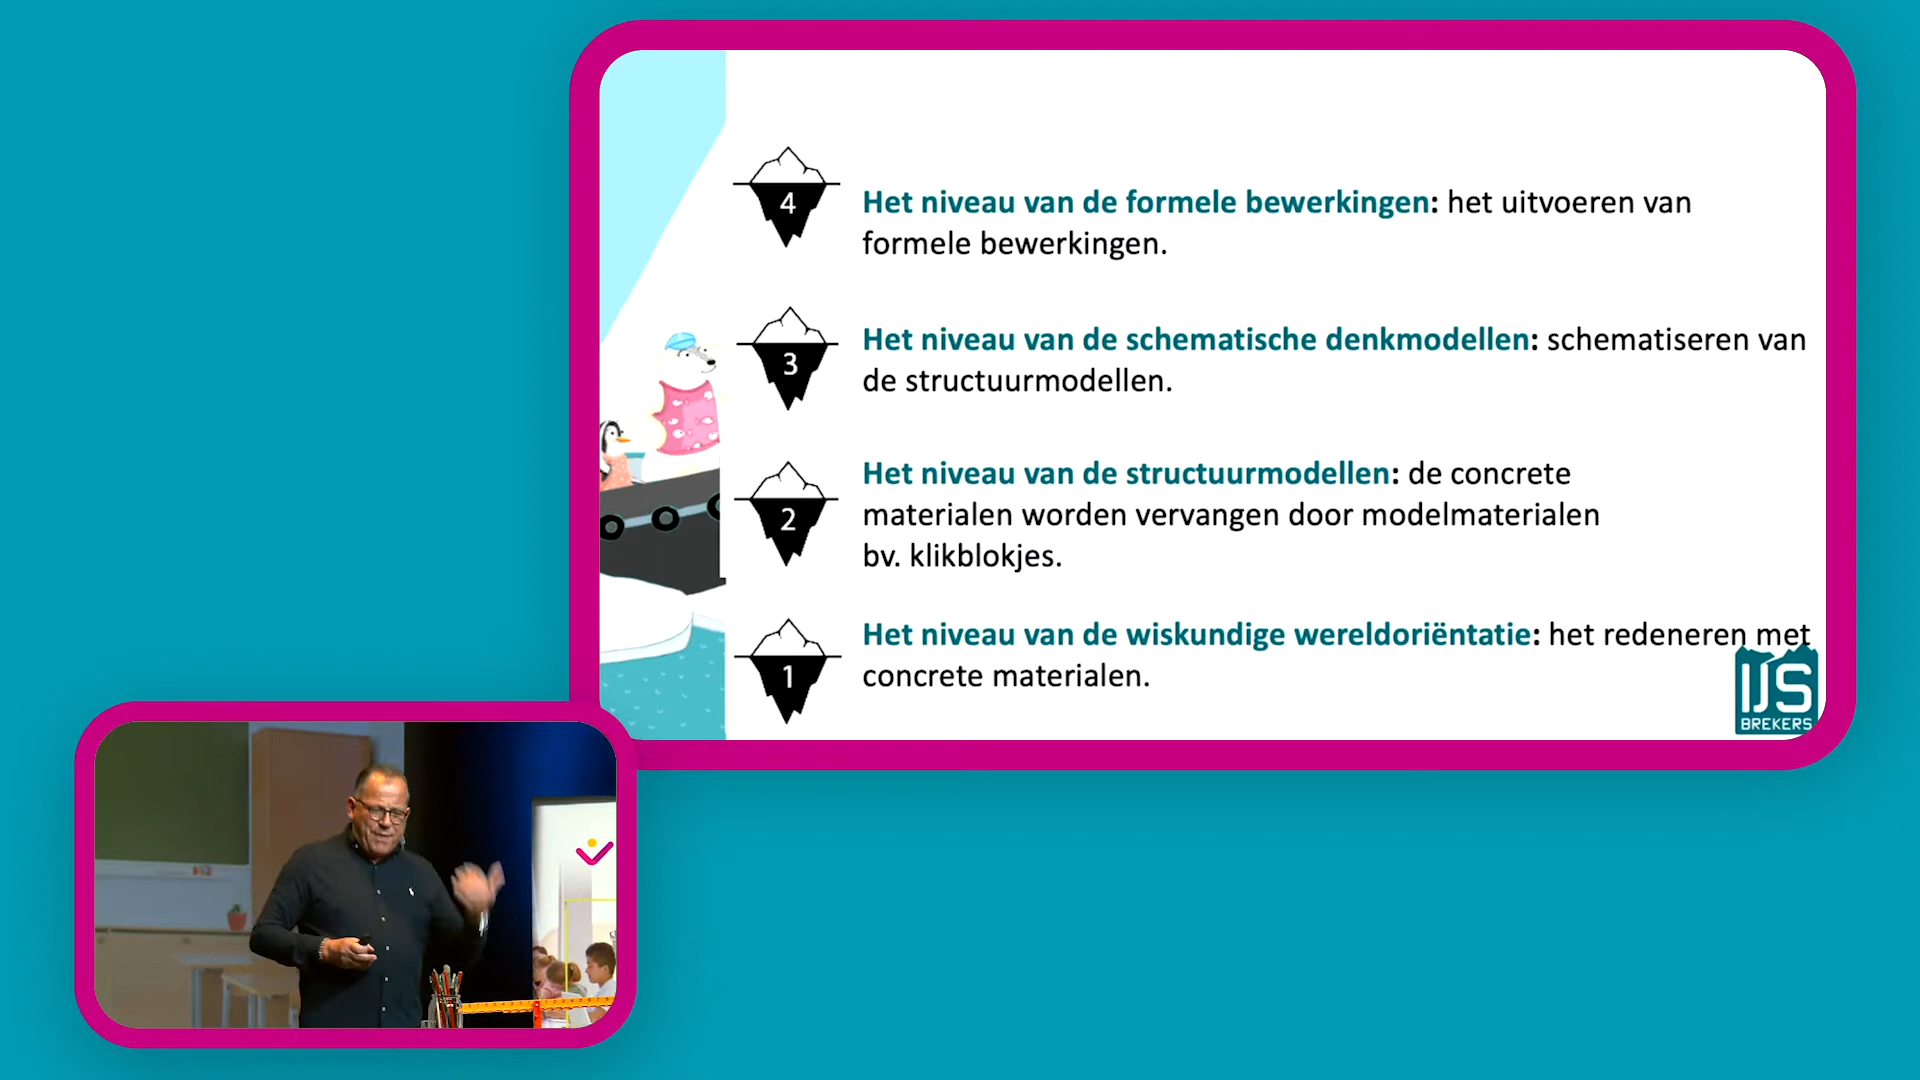 4
Het niveau van de formele bewerkingen: het uitvoeren van
formele bewerkingen.
3
Het niveau van de schematische denkmodellen: schematiseren van
de structuurmodellen.
2
Het niveau van de structuurmodellen: de concrete
materialen worden vervangen door modelmaterialen
bv. klikblokjes.
1
Het niveau van de wiskundige wereldoriëntatie: het redeneren met
concrete materialen.
IJS
BREKERS